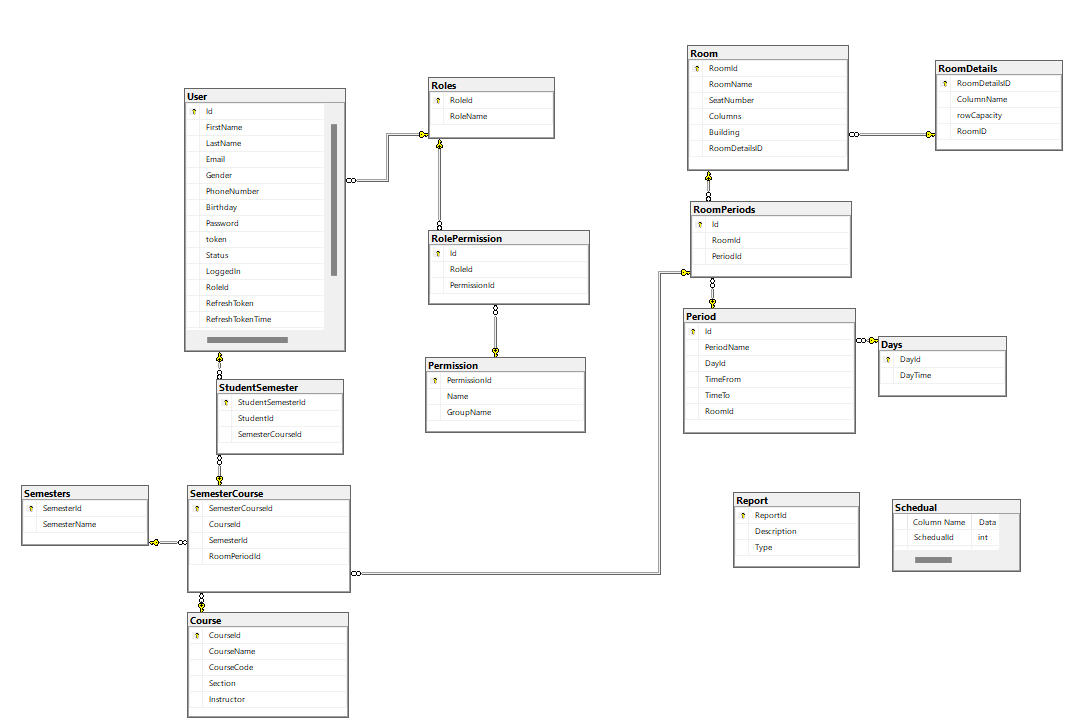 User
Id
FirstName
LastName
Email
Gender
PhoneNumber
Birthday
Password
token
Status
LoggedIn
RoleId
RefreshToken
RefreshTokenTime
Roles
RoleId
RoleName
RolePermission
Id
RoleId
PermissionId
Permission
PermissionId
Name
GroupName
StudentSemester
StudentSemesterId
StudentId
SemesterCourseId
Semesters
SemesterId
SemesterName
SemesterCourse
SemesterCourseId
CourseId
SemesterId
RoomPeriodId
Course
CourseId
CourseName
CourseCode
Section
Instructor
Room
RoomId
RoomName
SeatNumber
Columns
Building
RoomDetailsID
RoomDetails
RoomDetailsID
ColumnName
rowCapacity
RoomID
RoomPeriods
Id
RoomId
PeriodId
Period
Id
PeriodName
DayId
TimeFrom
TimeTo
RoomId
Days
DayId
DayTime
Report
ReportId
Description
Type
Schedual
Column Name Data
SchedualId int